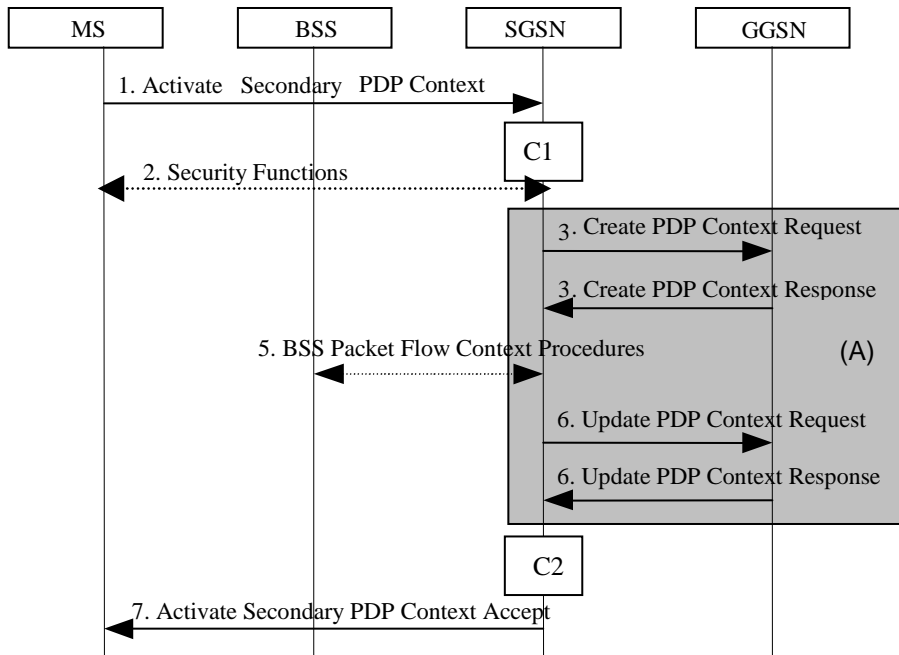 MS BSS SGSN GGSN
1. Activate Secondary PDP Context
C1
2. Security Functions
3. Create PDP Context Request
3. Create PDP Context Response
5. BSS Packet Flow Context Procedures
(A)
6. Update PDP Context Request
6. Update PDP Context Response
C2
7. Activate Secondary PDP Context Accept